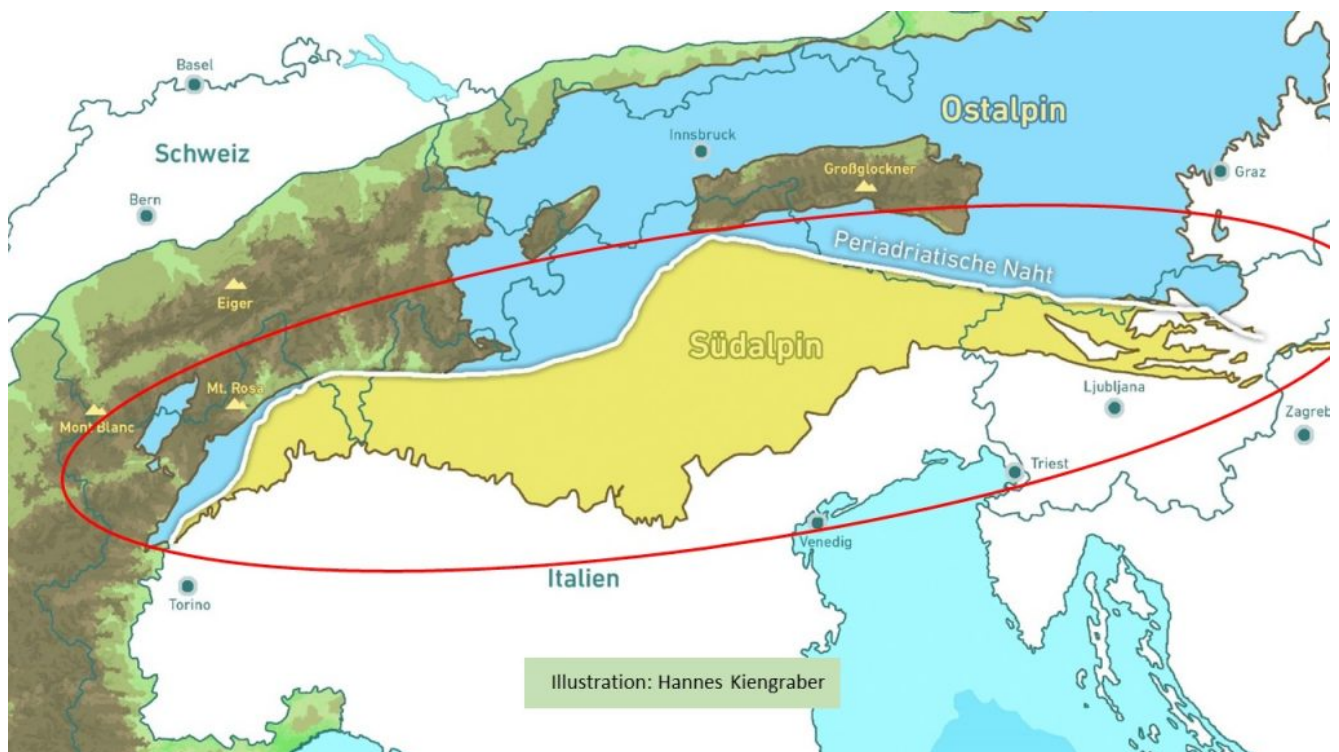 Basel
Schweiz
Bern
Innsbruck
Ostalpin
Großglockner
Graz
Periadriatische Naht
Eiger
Südalpin
Mt. Rosa
Mont Blanc
Ljubljana
Zagreb
Triest
Venedig
Italien
Torino
Illustration: Hannes Kiengraber